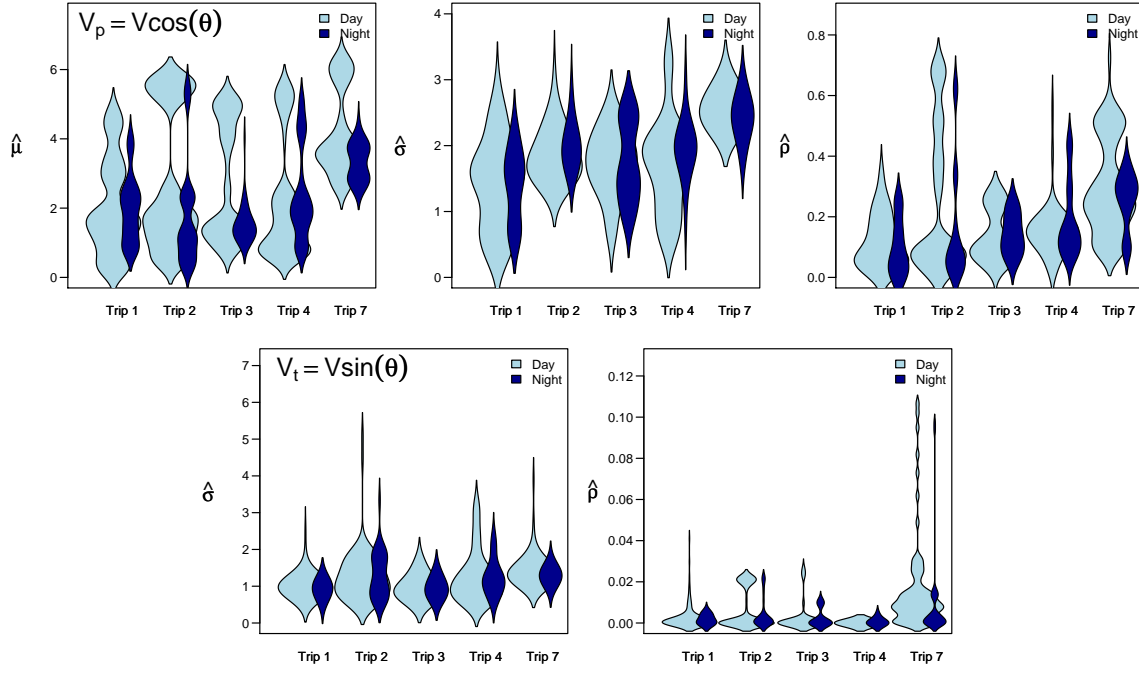 V_p = Vcos(θ)
Day
Night
μ̂
6
4
2
0
Trip 1 Trip 2 Trip 3 Trip 4 Trip 7
Day
Night
σ̂
4
3
2
1
0
Trip 1 Trip 2 Trip 3 Trip 4 Trip 7
Day
Night
ρ̂
0.8
0.6
0.4
0.2
0.0
Trip 1 Trip 2 Trip 3 Trip 4 Trip 7
V_t = Vsin(θ)
Day
Night
σ̂
7
6
5
4
3
2
1
0
Trip 1 Trip 2 Trip 3 Trip 4 Trip 7
Day
Night
ρ̂
0.12
0.10
0.08
0.06
0.04
0.02
0.00
Trip 1 Trip 2 Trip 3 Trip 4 Trip 7